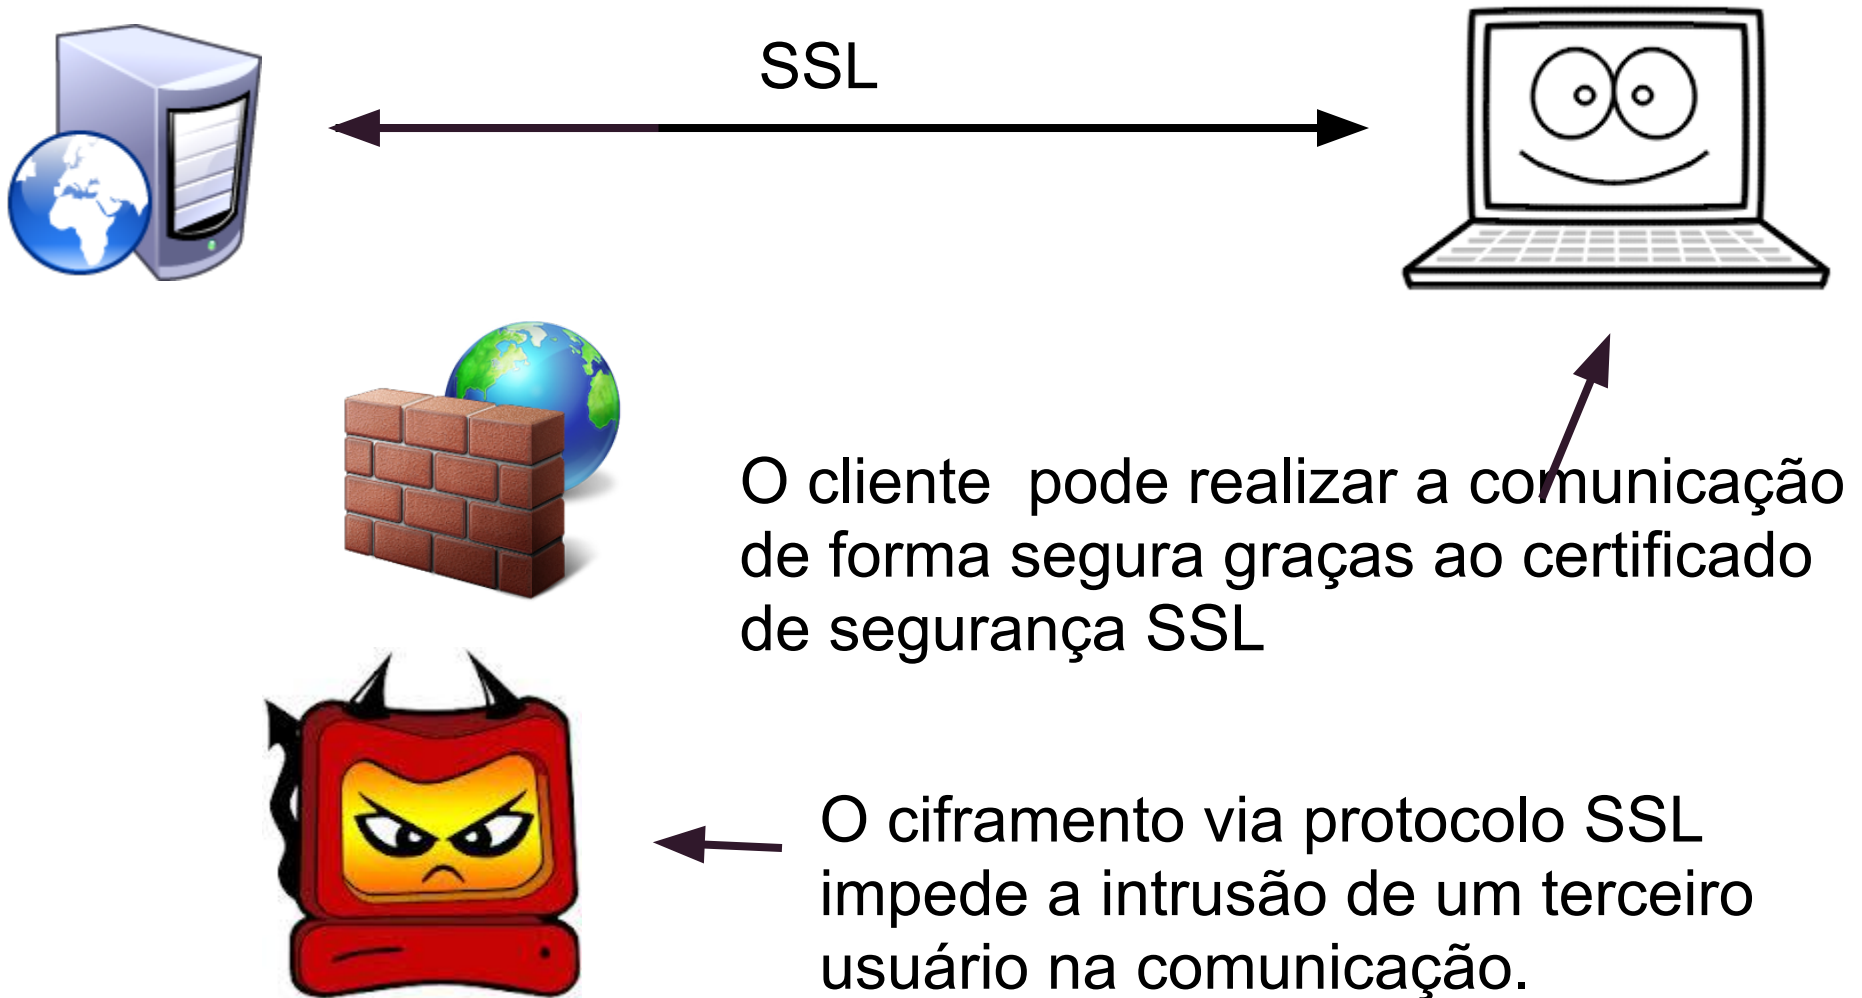 SSL
O cliente  pode realizar a comunicação
de forma segura graças ao certificado
de segurança SSL
O ciframento via protocolo SSL
impede a intrusão de um terceiro
usuário na comunicação.